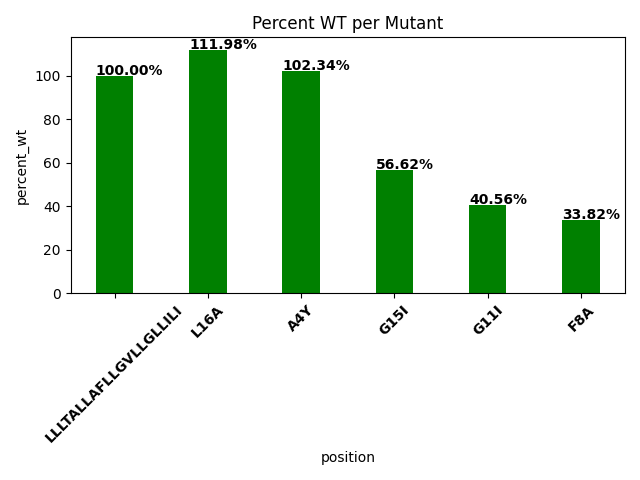 Percent WT per Mutant
percent_wt
100
80
60
40
20
0
100.00%
111.98%
102.34%
56.62%
40.56%
33.82%
LLLTALLAFLLGVLLGLLILI
L16A
A4Y
G15I
G11I
F8A
position